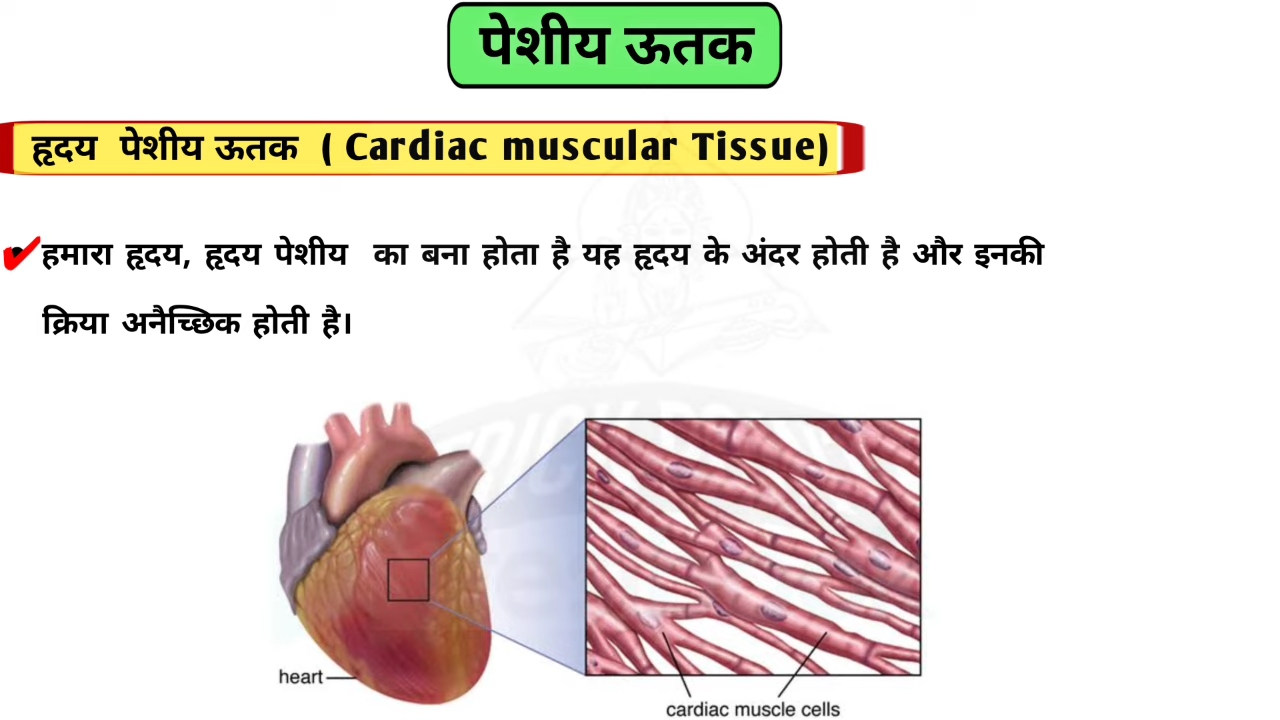 पेशीय ऊतक
हृदय पेशीय ऊतक ( Cardiac muscular Tissue)
हमारा हृदय, हृदय पेशीय का बना होता है यह हृदय के अंदर होती है और इनकी
क्रिया अनैच्छिक होती है।
heart
cardiac muscle cells